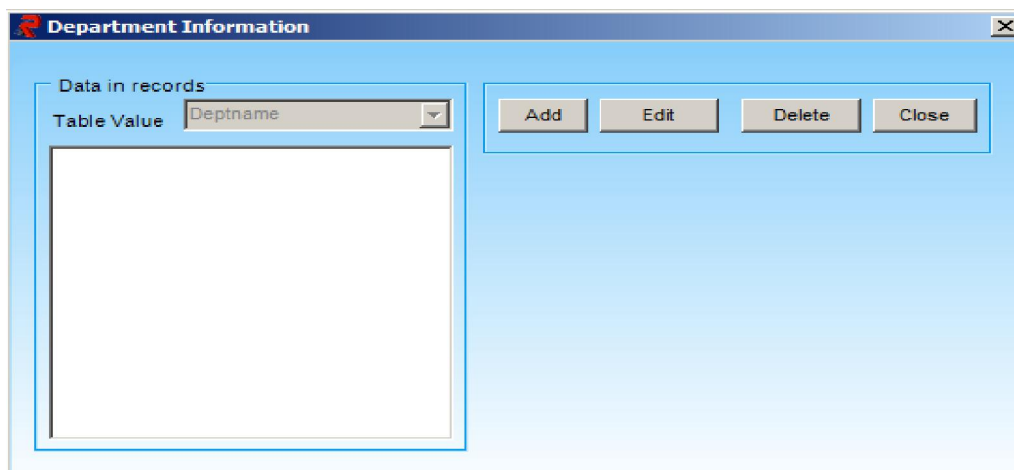 Department Information
Data in records
Table Value Deptname
Add Edit Delete Close